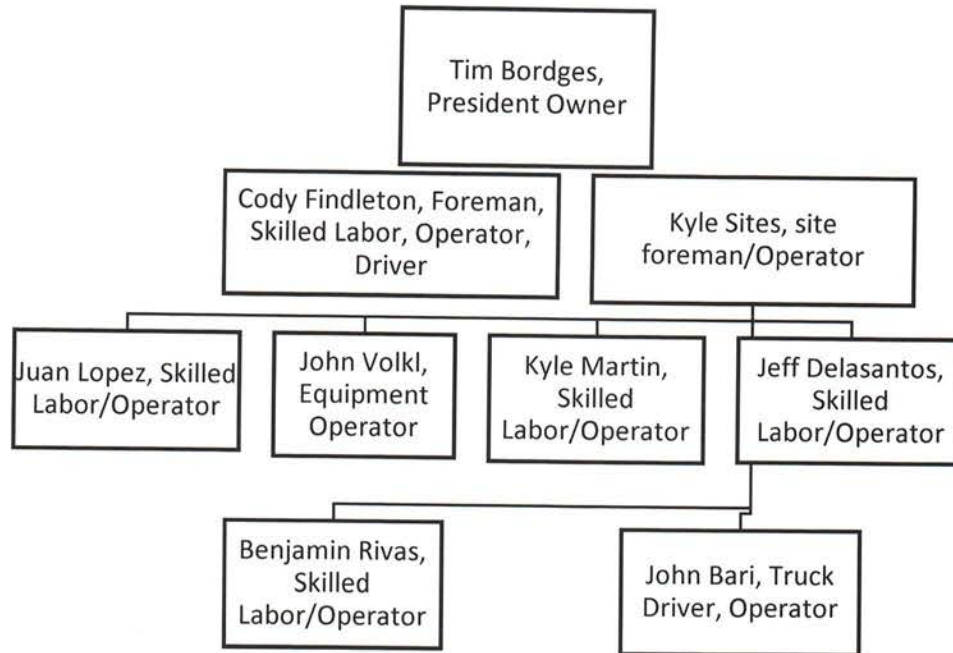 Tim Bordges,
President Owner
Cody Findleton, Foreman,
Skilled Labor, Operator,
Driver
Kyle Sites, site
foreman/Operator
Juan Lopez, Skilled
Labor/Operator
John Volkl,
Equipment
Operator
Kyle Martin,
Skilled
Labor/Operator
Jeff Delasantos,
Skilled
Labor/Operator
Benjamin Rivas,
Skilled
Labor/Operator
John Bari, Truck
Driver, Operator